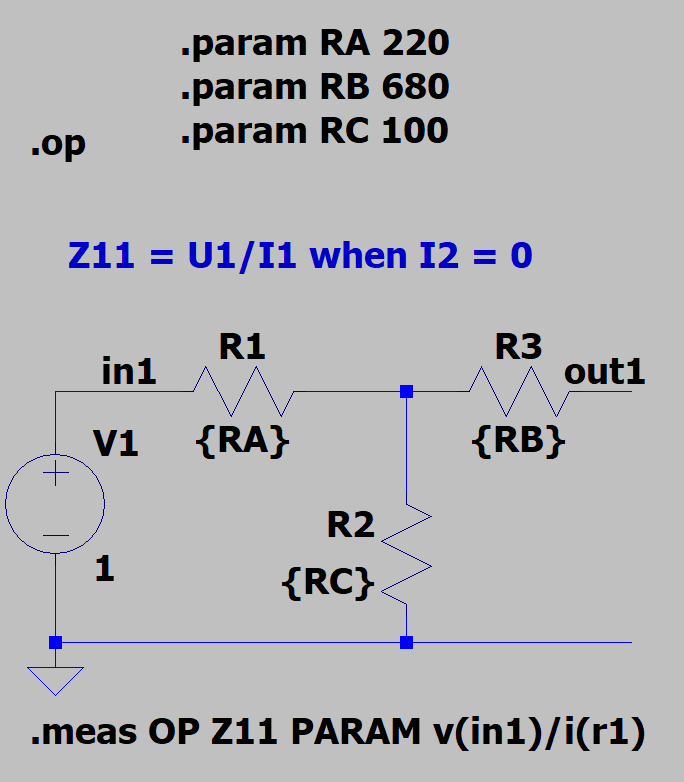 .param RA 220
.param RB 680
.param RC 100
.op
Z11 = U1/I1 when I2 = 0
R1
R3
in1
out1
V1
{RA}
{RB}
R2
1
{RC}
.meas OP Z11 PARAM v(in1)/i(r1)